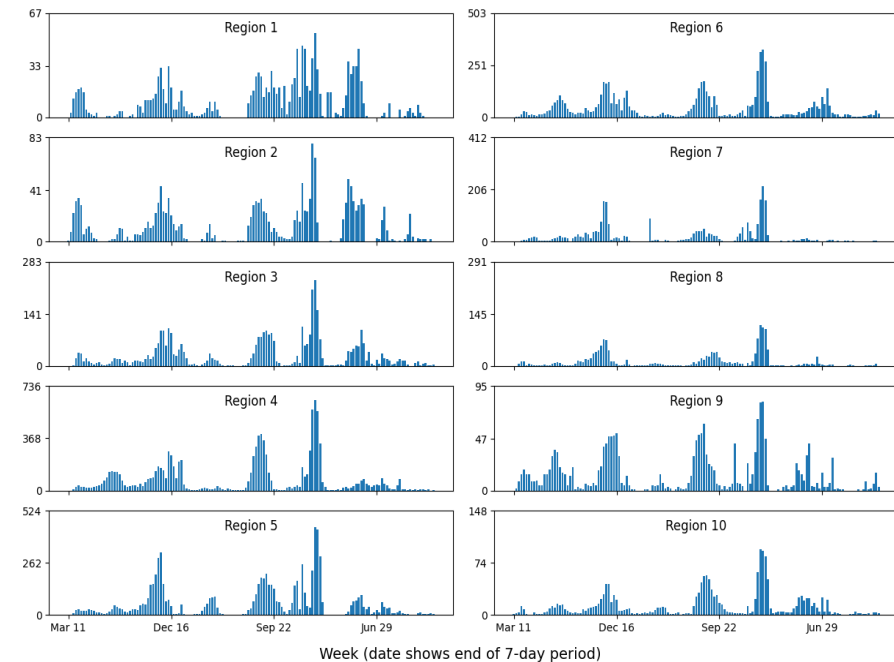 67
33
0
Region 1
503
251
0
Region 6
83
41
0
Region 2
412
206
0
Region 7
283
141
0
Region 3
291
145
0
Region 8
736
368
0
Region 4
95
47
0
Region 9
524
262
0
Region 5
148
74
0
Region 10
Mar 11 Dec 16 Sep 22 Jun 29
Mar 11 Dec 16 Sep 22 Jun 29
Week (date shows end of 7-day period)